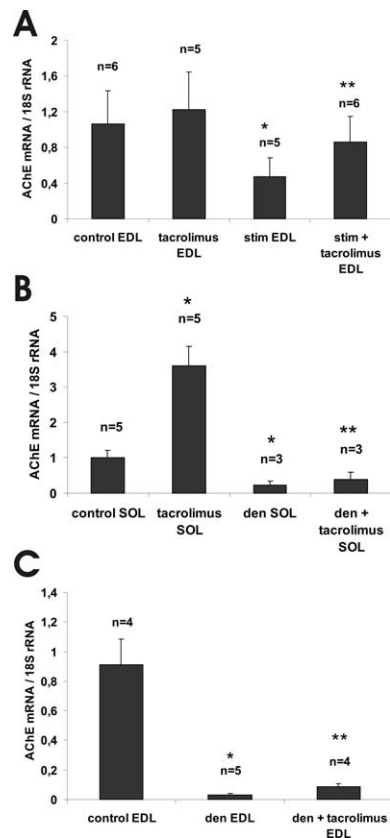 A
AChE mRNA / 18S rRNA
2
1,6
1,2
0,8
0,4
0
n=6
n=5
*
n=5
**
n=6
control EDL
tacrolimus
EDL
stim EDL
stim +
tacrolimus
EDL
B
AChE mRNA / 18S rRNA
5
4
3
2
1
0
n=5
*
n=5
*
n=3
**
n=3
control SOL
tacrolimus
SOL
den SOL
den +
tacrolimus
SOL
C
AChE mRNA / 18S rRNA
1,4
1,2
1
0,8
0,6
0,4
0,2
0
n=4
*
n=5
**
n=4
control EDL
den EDL
den + tacrolimus
EDL